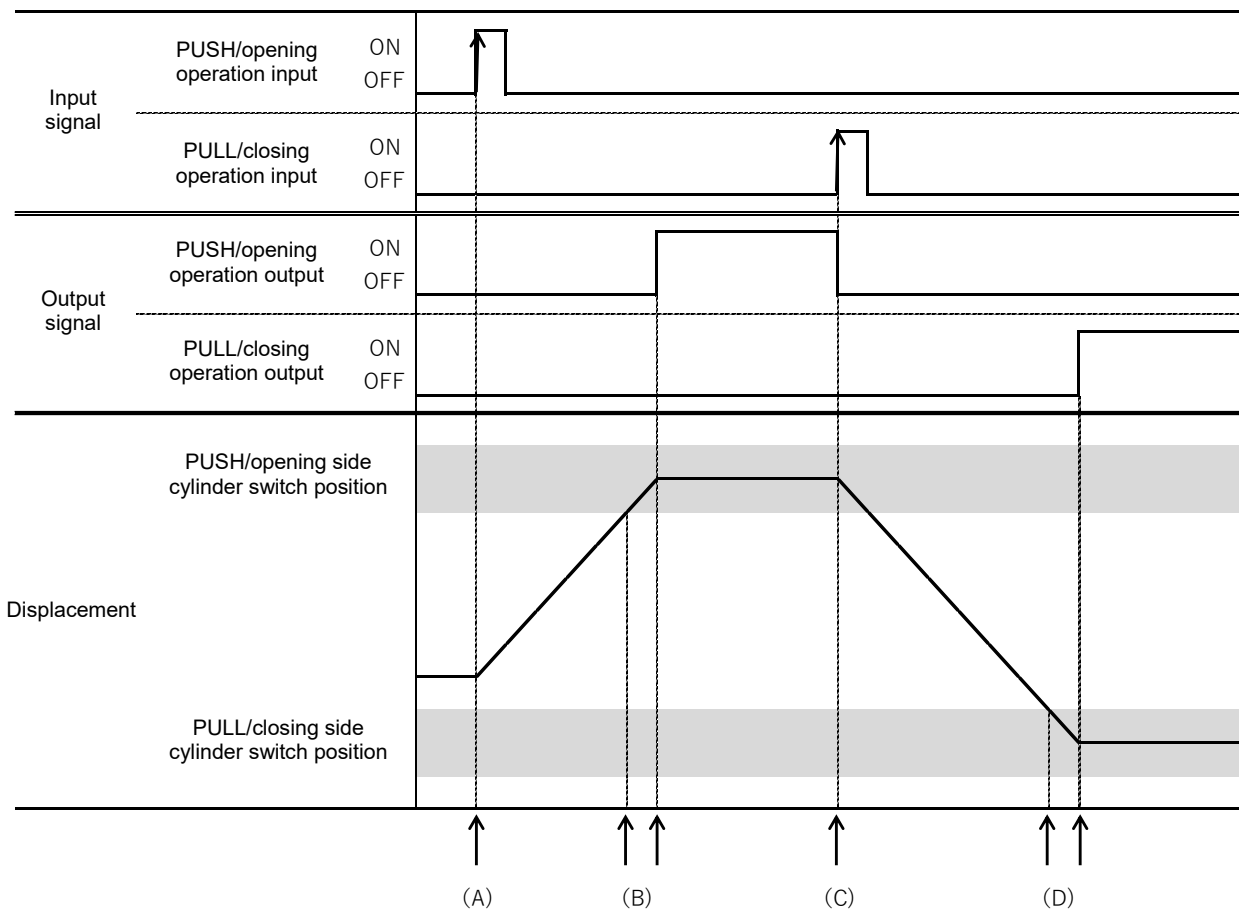 Input
signal
PUSH/opening
operation input
ON
OFF
PULL/closing
operation input
ON
OFF
Output
signal
PUSH/opening
operation output
ON
OFF
PULL/closing
operation output
ON
OFF
Displacement
PUSH/opening side
cylinder switch position
PULL/closing side
cylinder switch position
(A)
(B)
(C)
(D)